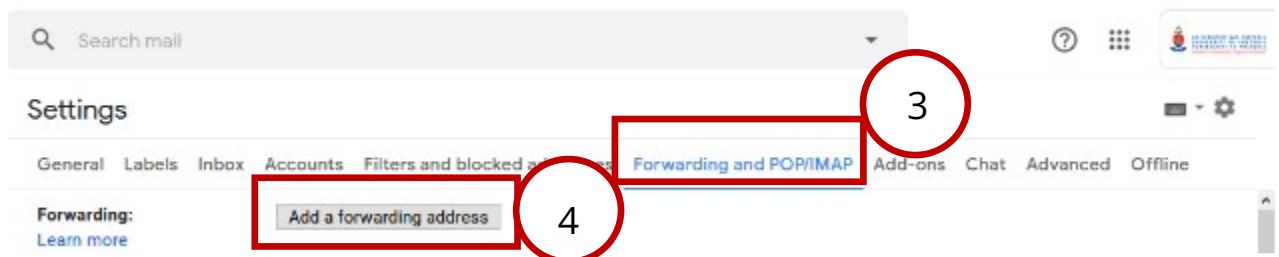 Search mail
Settings
3
General Labels Inbox Accounts Filters and blocked Forwarding and POP/IMAP Add-ons Chat Advanced Offline
Forwarding:
Add a forwarding address
4
Learn more